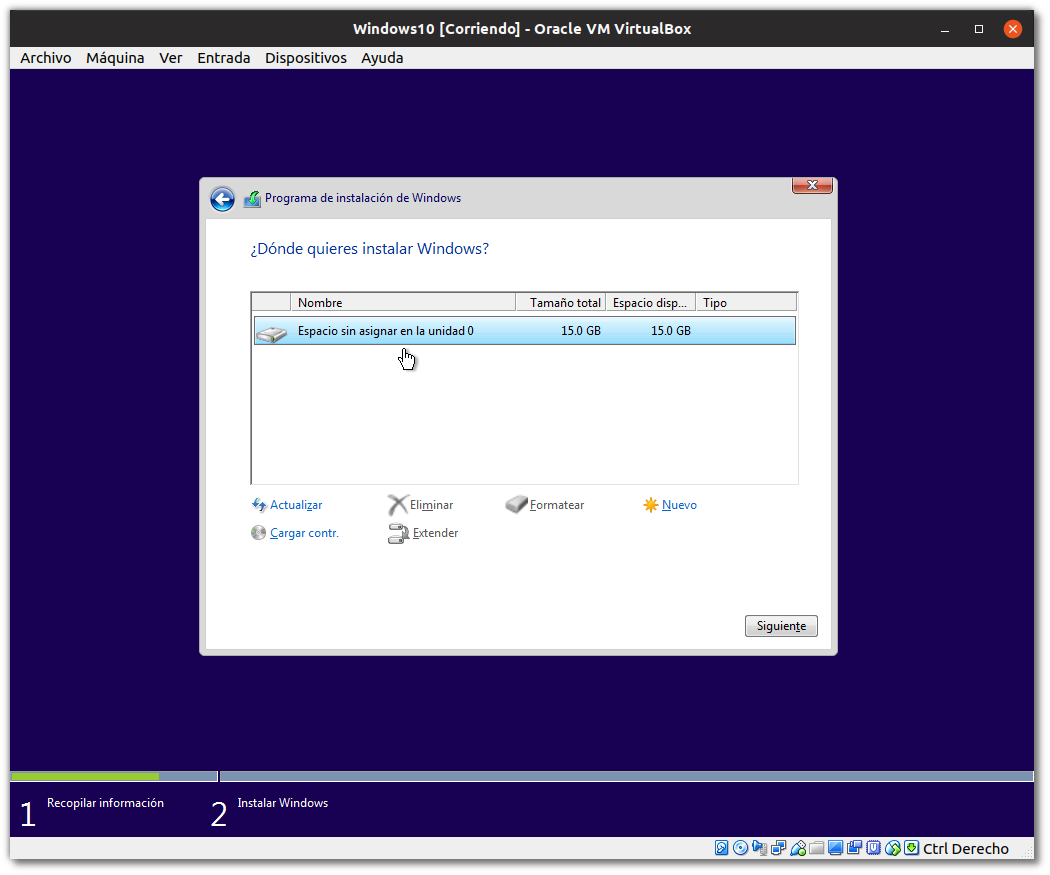 Windows10 [Corriendo] - Oracle VM VirtualBox
Archivo Máquina Ver Entrada Dispositivos Ayuda
Programa de instalación de Windows
¿Dónde quieres instalar Windows?
Nombre Tamaño total Espacio disp... Tipo
Espacio sin asignar en la unidad 0 15.0 GB 15.0 GB
Actualizar Eliminar Formatear Nuevo
Cargar contr. Extender
Siguiente
1 Recopilar información 2 Instalar Windows
Ctrl Derecho